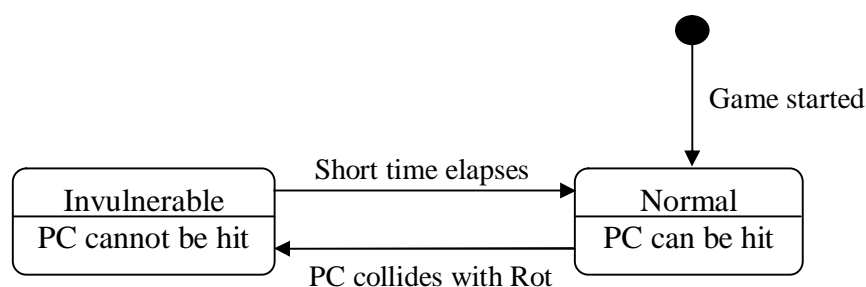 Game started
Short time elapses
Invulnerable
PC cannot be hit
Normal
PC can be hit
PC collides with Rot